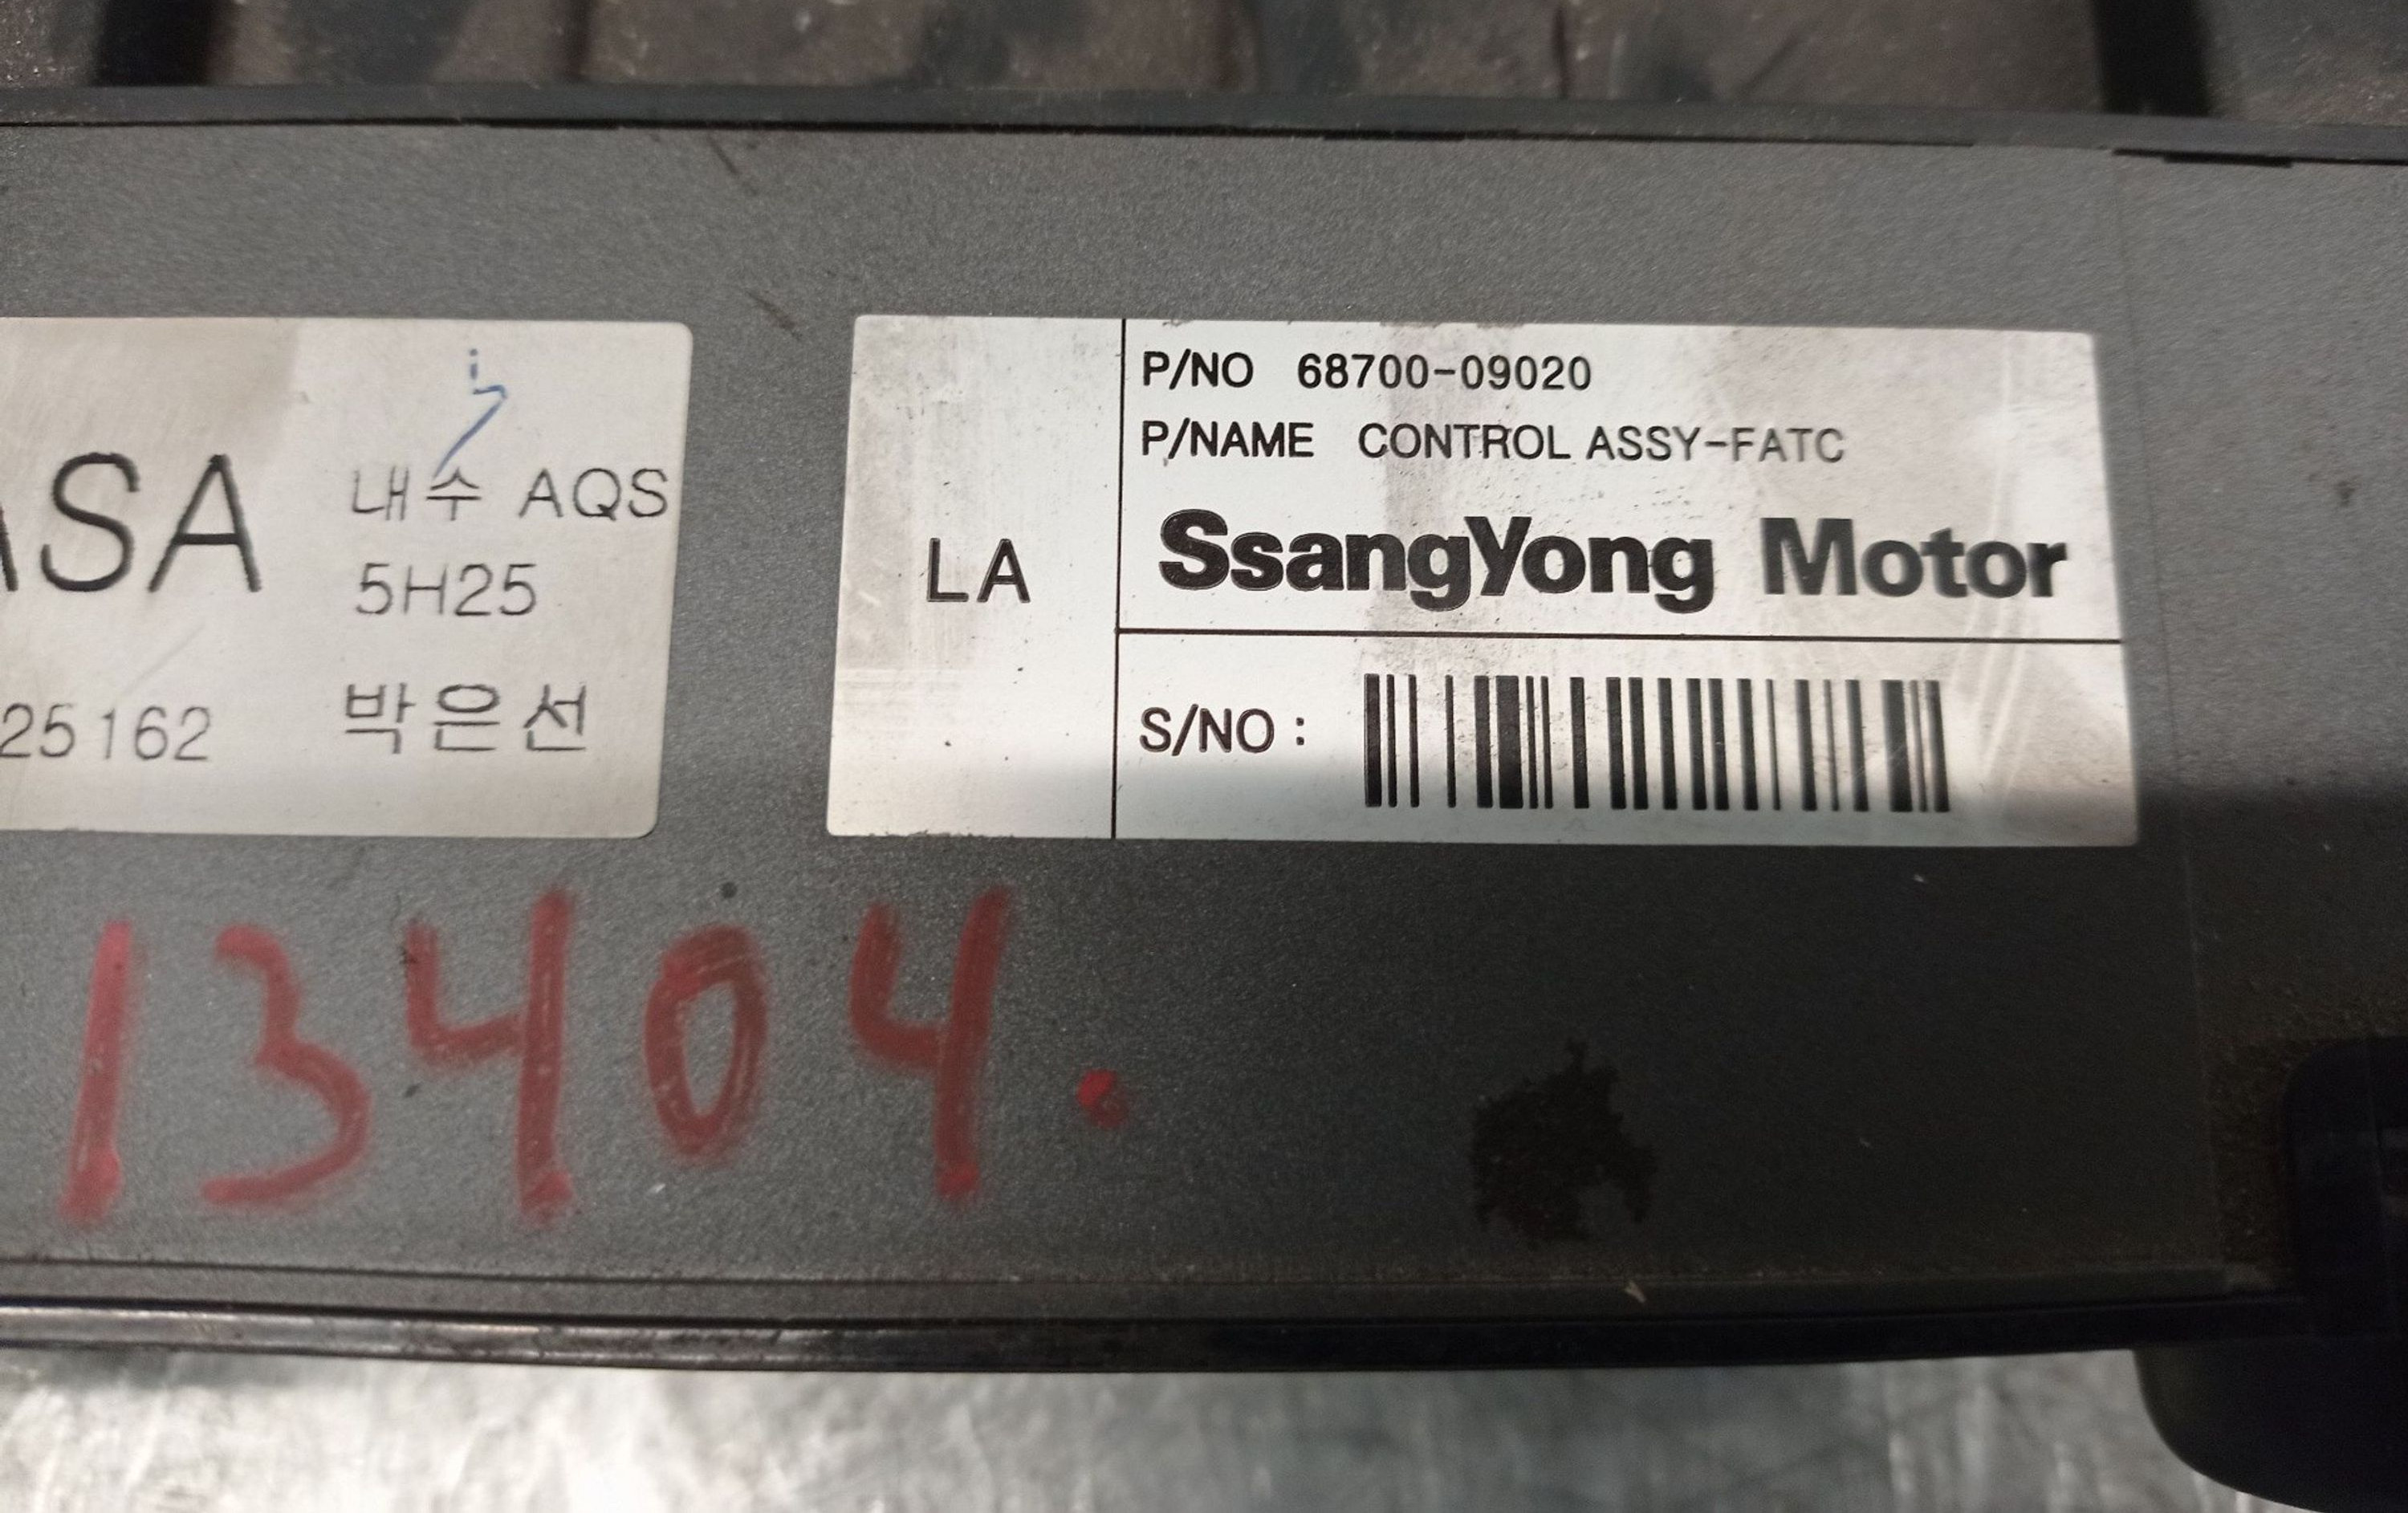 ASA
내수 AQS
5H25
25162 박은선
LA
P/NO 68700-09020
P/NAME CONTROL ASSY-FATC
SsangYong Motor
S/NO :
13404.